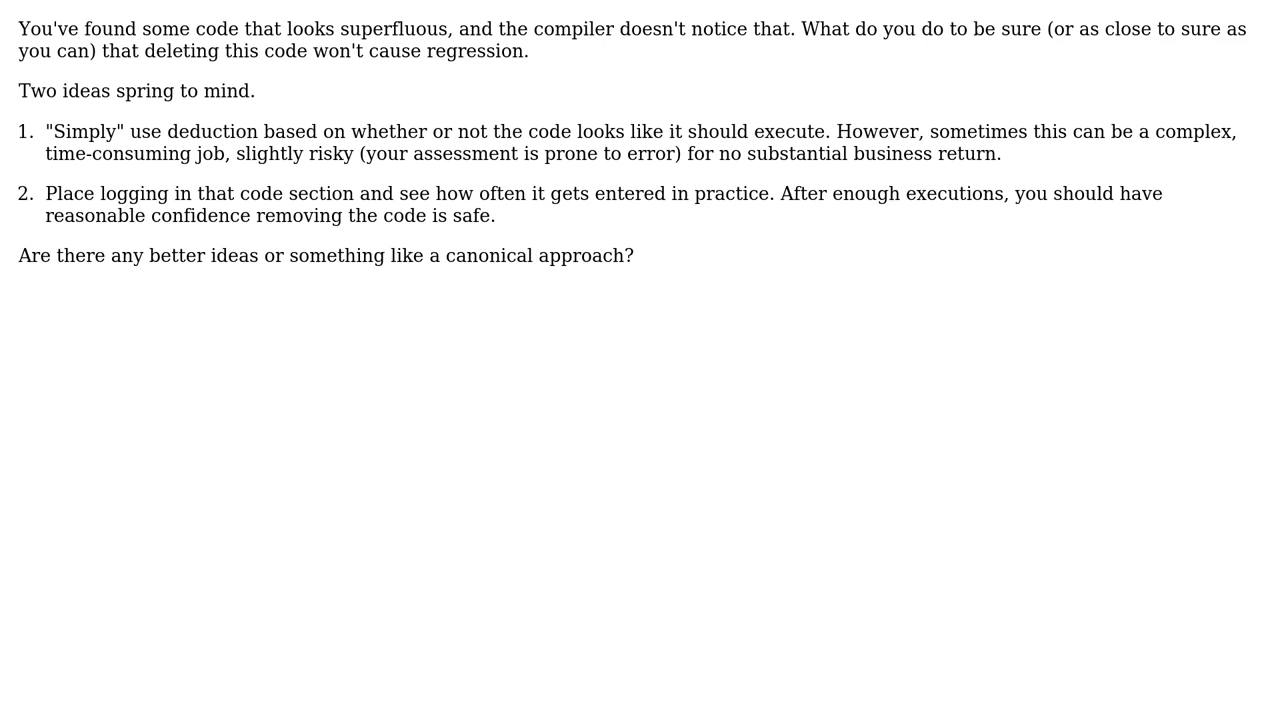 You've found some code that looks superfluous, and the compiler doesn't notice that. What do you do to be sure (or as close to sure as
you can) that deleting this code won't cause regression.
Two ideas spring to mind.
1. "Simply" use deduction based on whether or not the code looks like it should execute. However, sometimes this can be a complex,
time-consuming job, slightly risky (your assessment is prone to error) for no substantial business return.
2. Place logging in that code section and see how often it gets entered in practice. After enough executions, you should have
reasonable confidence removing the code is safe.
Are there any better ideas or something like a canonical approach?